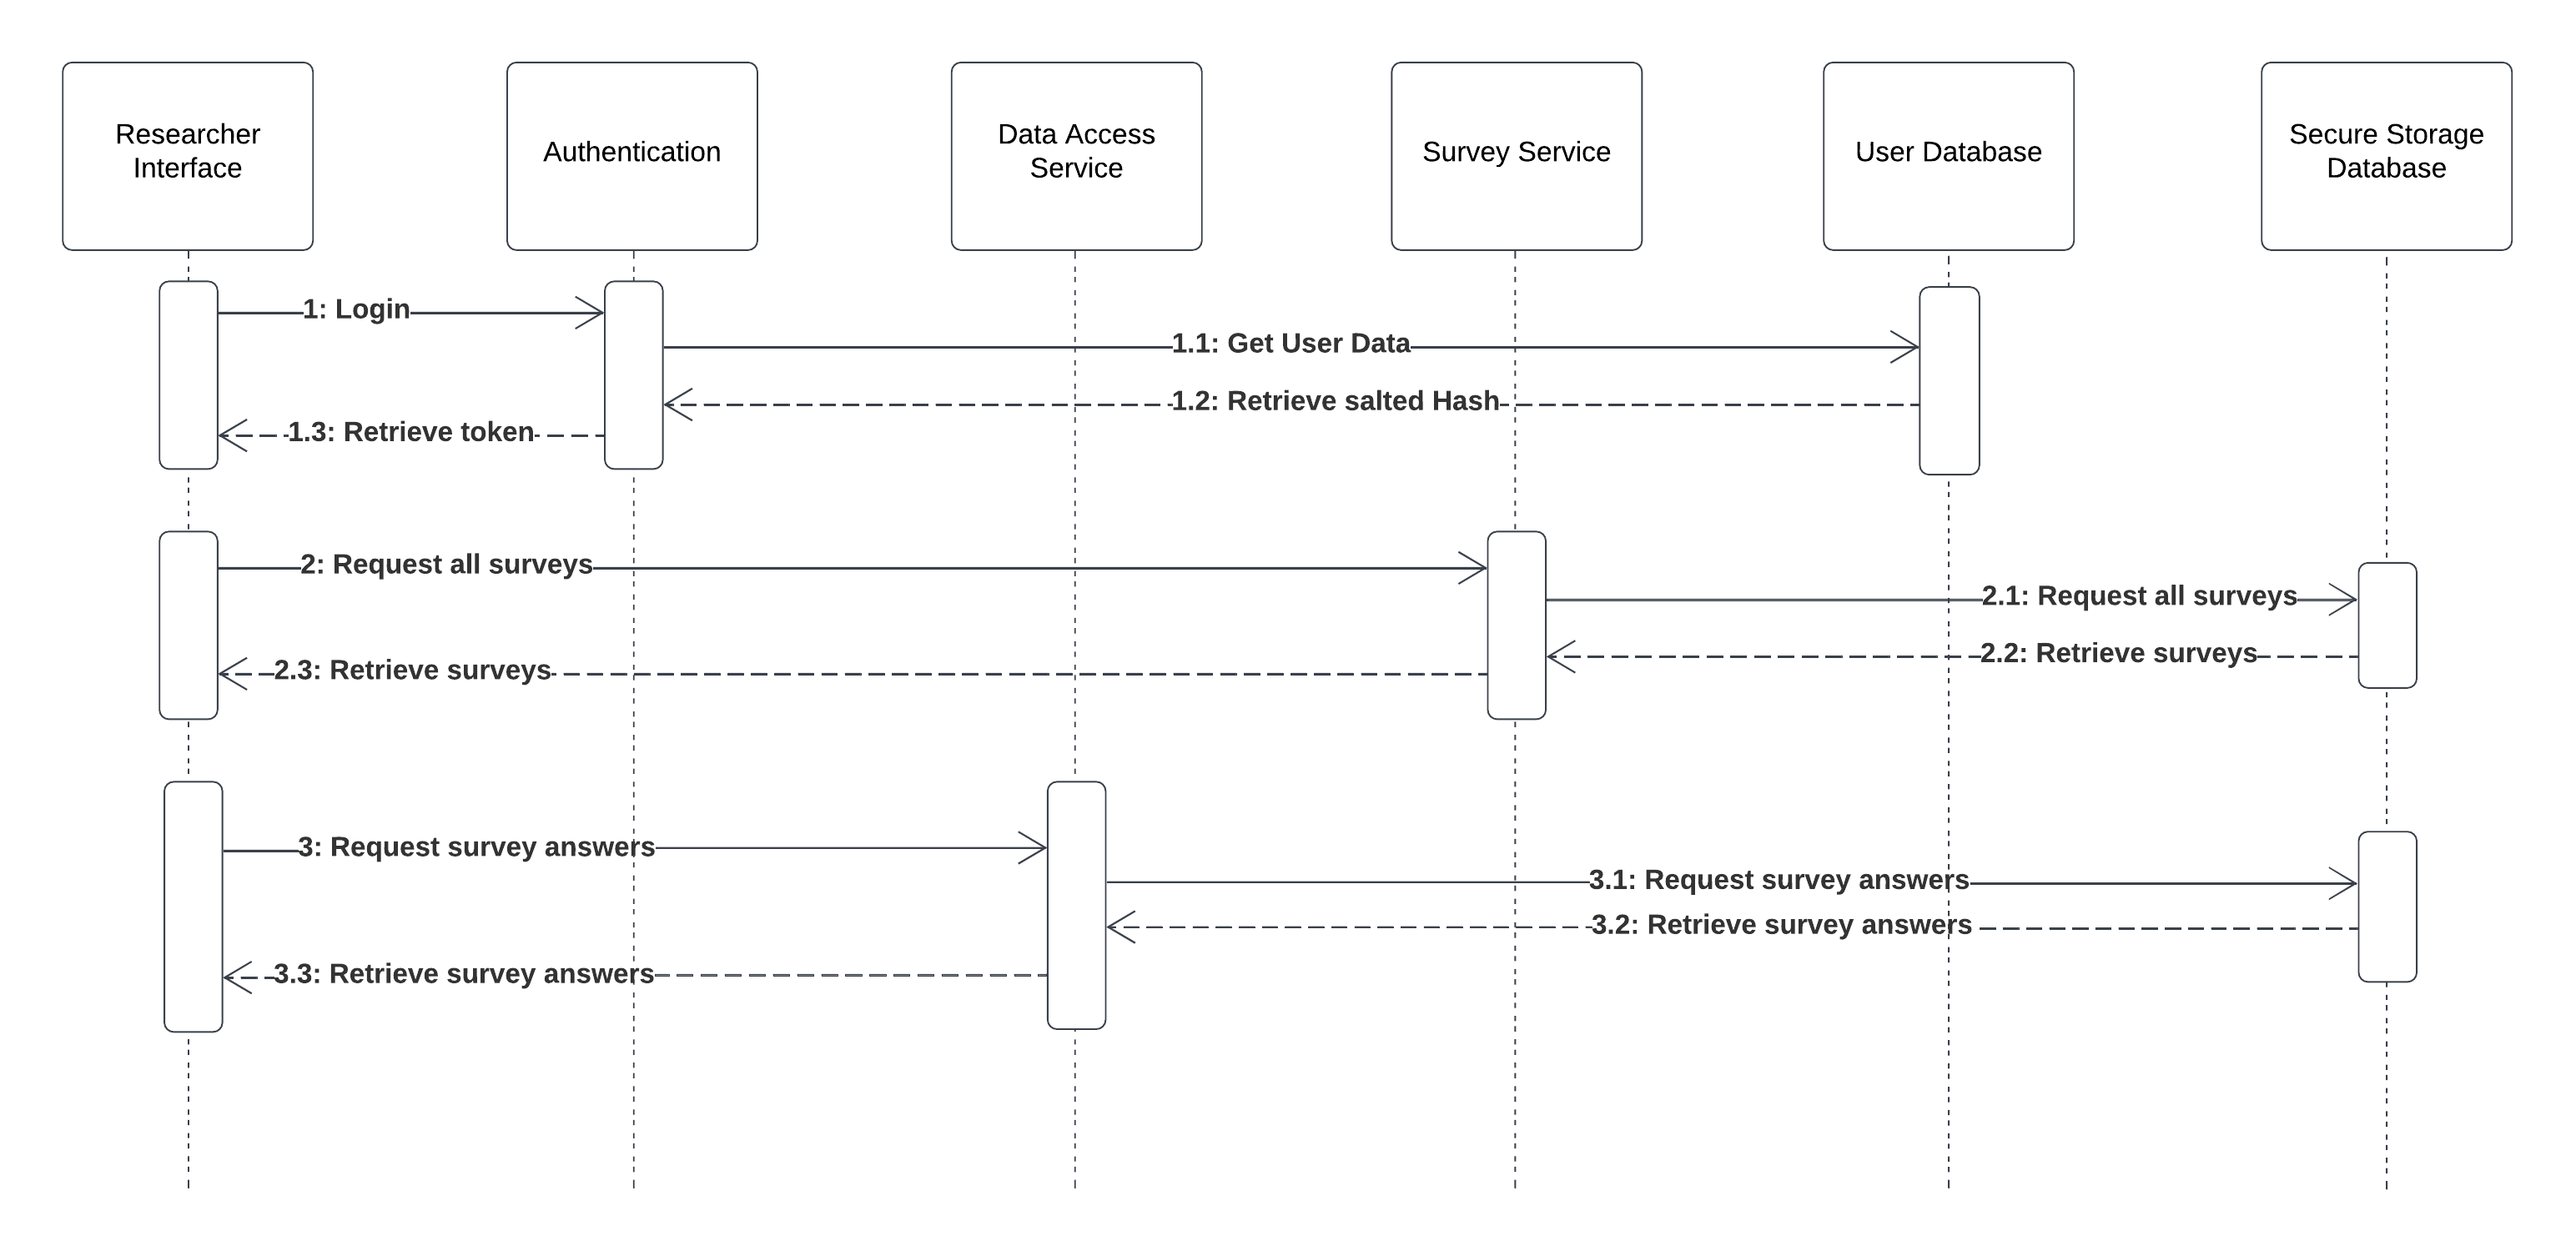 Researcher
Interface
Authentication
Data Access
Service
Survey Service
User Database
Secure Storage
Database
1: Login
1.1: Get User Data
1.2: Retrieve salted Hash
1.3: Retrieve token
2: Request all surveys
2.1: Request all surveys
2.2: Retrieve surveys
2.3: Retrieve surveys
3: Request survey answers
3.1: Request survey answers
3.2: Retrieve survey answers
3.3: Retrieve survey answers